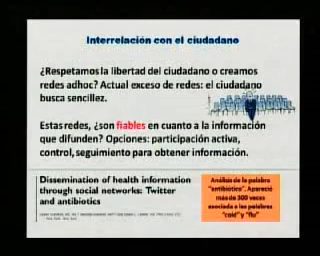 Interrelación con el ciudadano
¿Respetamos la libertad del ciudadano o creamos
redes adhoc? Actual exceso de redes: el ciudadano
busca sencillez.
Estas redes, ¿son fiables en cuanto a la información
que difunden? Opciones: participación activa,
control, seguimiento para obtener información.
Dissemination of health information
through social networks: Twitter
and antibiotics
Análisis de la palabra
"antibiótico". Apareció
más de 300 veces
asociada a las palabras
"cold" y "flu"